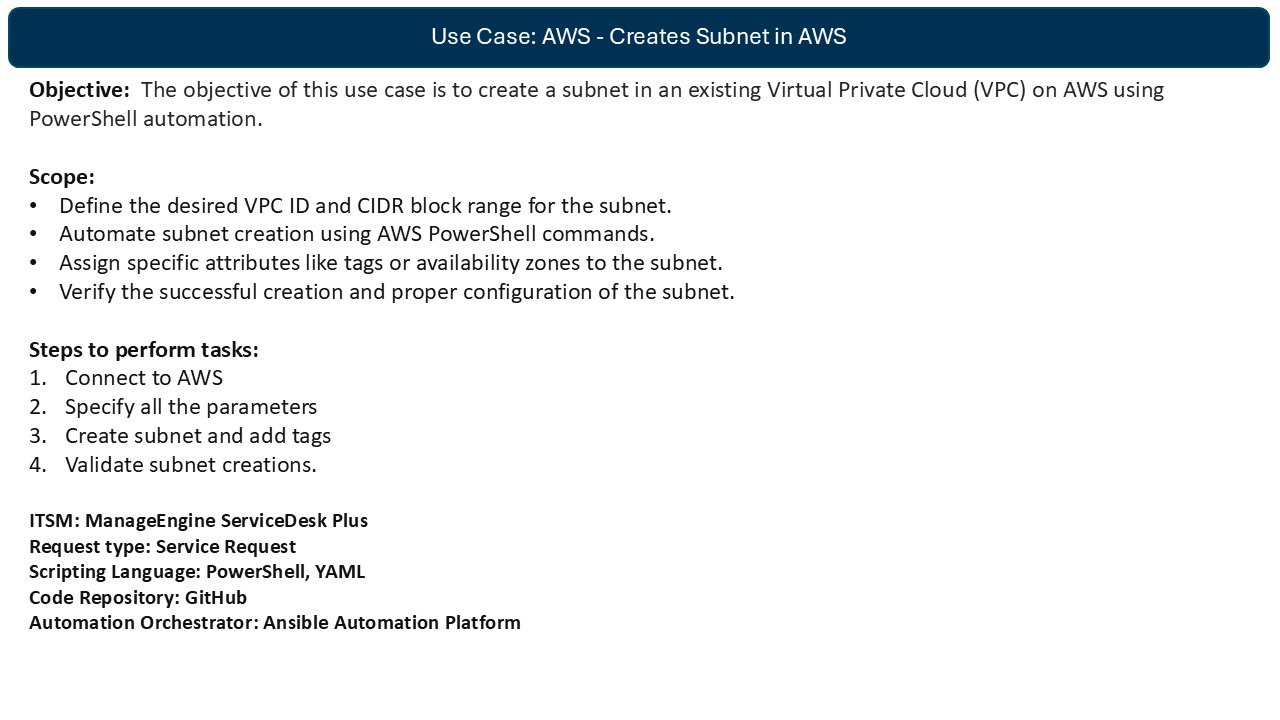 Use Case: AWS - Creates Subnet in AWS
Objective: The objective of this use case is to create a subnet in an existing Virtual Private Cloud (VPC) on AWS using
PowerShell automation.
Scope:
• Define the desired VPC ID and CIDR block range for the subnet.
• Automate subnet creation using AWS PowerShell commands.
• Assign specific attributes like tags or availability zones to the subnet.
• Verify the successful creation and proper configuration of the subnet.
Steps to perform tasks:
1. Connect to AWS
2. Specify all the parameters
3. Create subnet and add tags
4. Validate subnet creations.
ITSM: ManageEngine ServiceDesk Plus
Request type: Service Request
Scripting Language: PowerShell, YAML
Code Repository: GitHub
Automation Orchestrator: Ansible Automation Platform